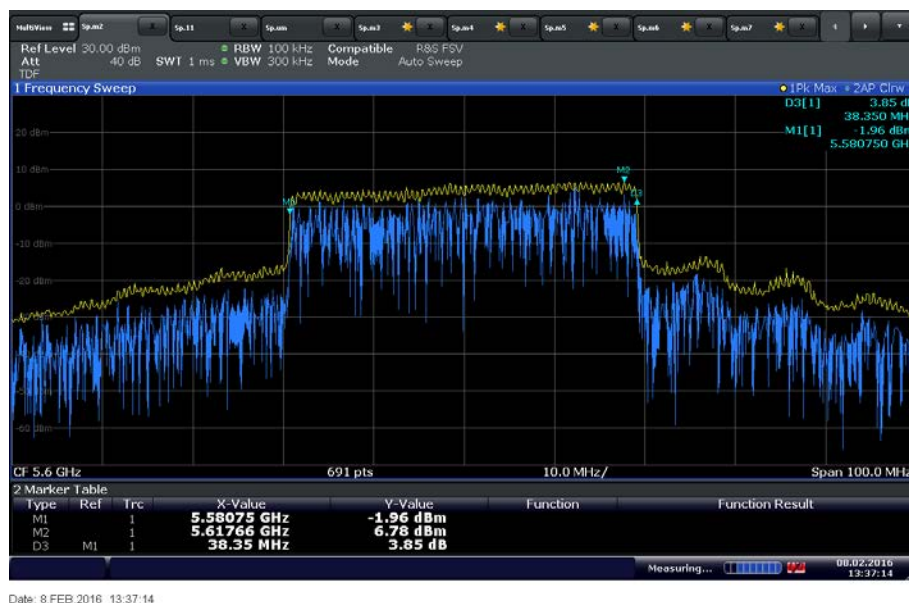 MultiView Sp.m2 X Sp.11 X Sp.um X Sp.m3 X Sp.m4 X Sp.m5 X Sp.m6 X Sp.m7 X
Ref Level 30.00 dBm RBW 100 kHz Compatible R&S FSV
Att 40 dB SWT 1 ms VBW 300 kHz Mode Auto Sweep
TDF
1 Frequency Sweep 1Pk Max 2AP Clrw
D3[1] 3.85 d
38.350 MH
20 dBm M1[1] -1.96 dBm
5.580750 GH
10 dBm
M2
M1 D3
0 dBm
-10 dBm
-20 dBm
-60 dBm
CF 5.6 GHz 691 pts 10.0 MHz/ Span 100.0 MHz
2 Marker Table
Type Ref Trc X-Value Y-Value Function Function Result
M1 1 5.58075 GHz -1.96 dBm
M2 1 5.61766 GHz 6.78 dBm
D3 M1 1 38.35 MHz 3.85 dB
Measuring... 08.02.2016
13:37:14
Date: 8.FEB.2016 13:37:14